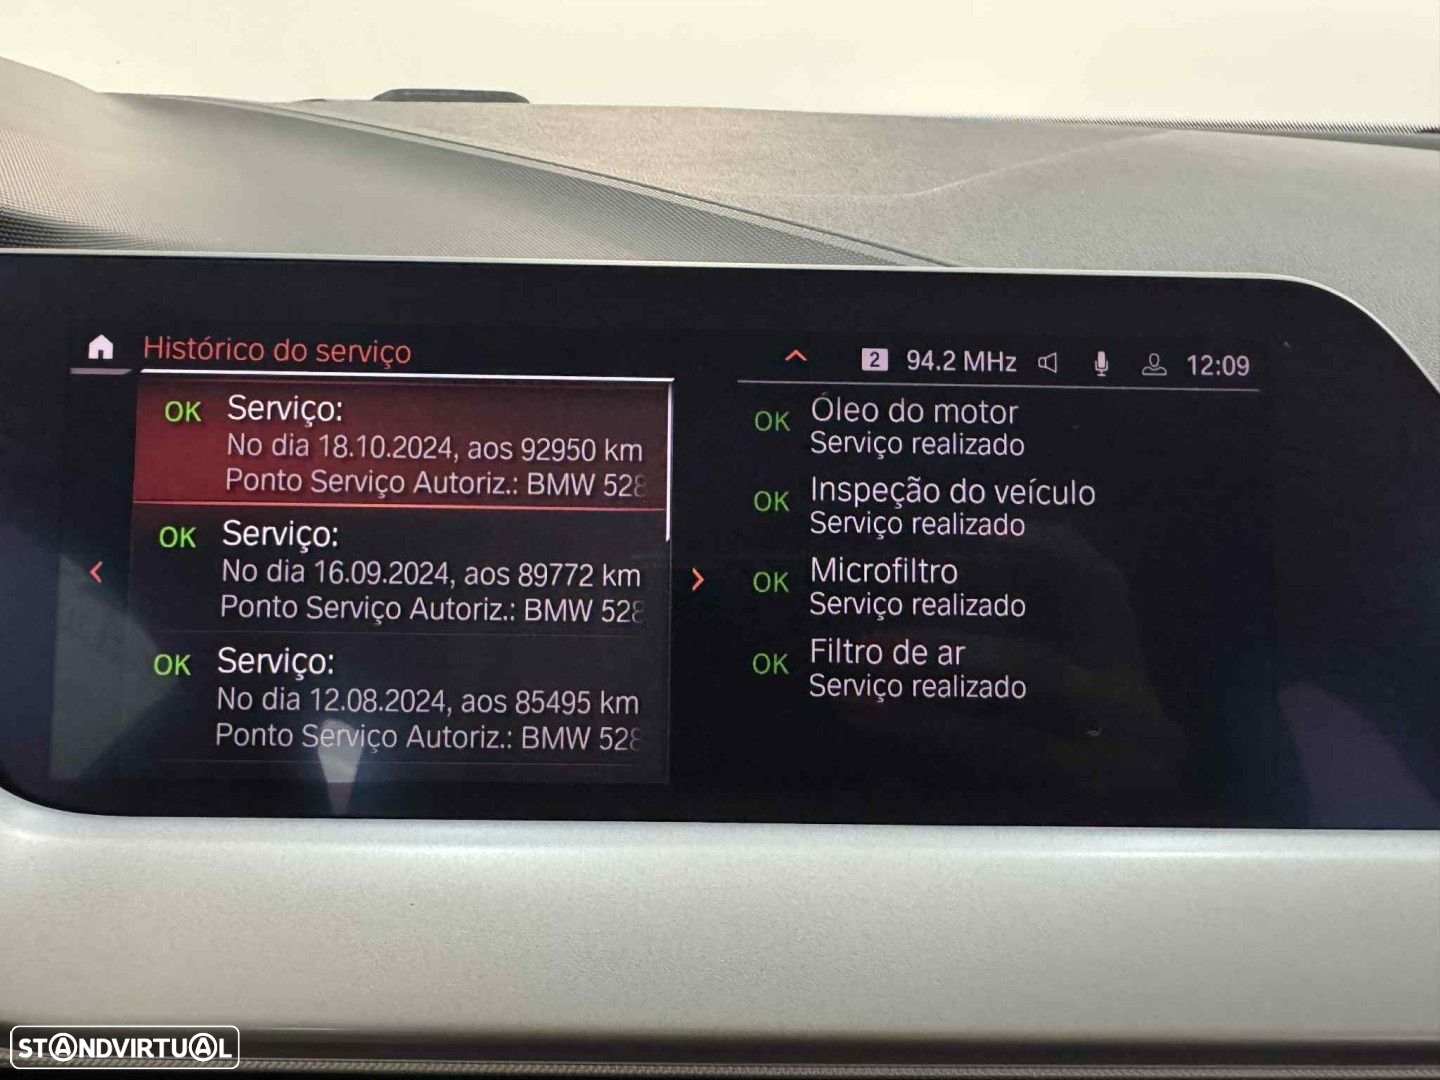 Histórico do serviço
2 94.2 MHz 12:09
OK Serviço:
No dia 18.10.2024, aos 92950 km
Ponto Serviço Autoriz.: BMW 528
OK Serviço:
No dia 16.09.2024, aos 89772 km
Ponto Serviço Autoriz.: BMW 528
OK Serviço:
No dia 12.08.2024, aos 85495 km
Ponto Serviço Autoriz.: BMW 528
OK Óleo do motor
Serviço realizado
OK Inspeção do veículo
Serviço realizado
OK Microfiltro
Serviço realizado
OK Filtro de ar
Serviço realizado
STANDVIRTUAL